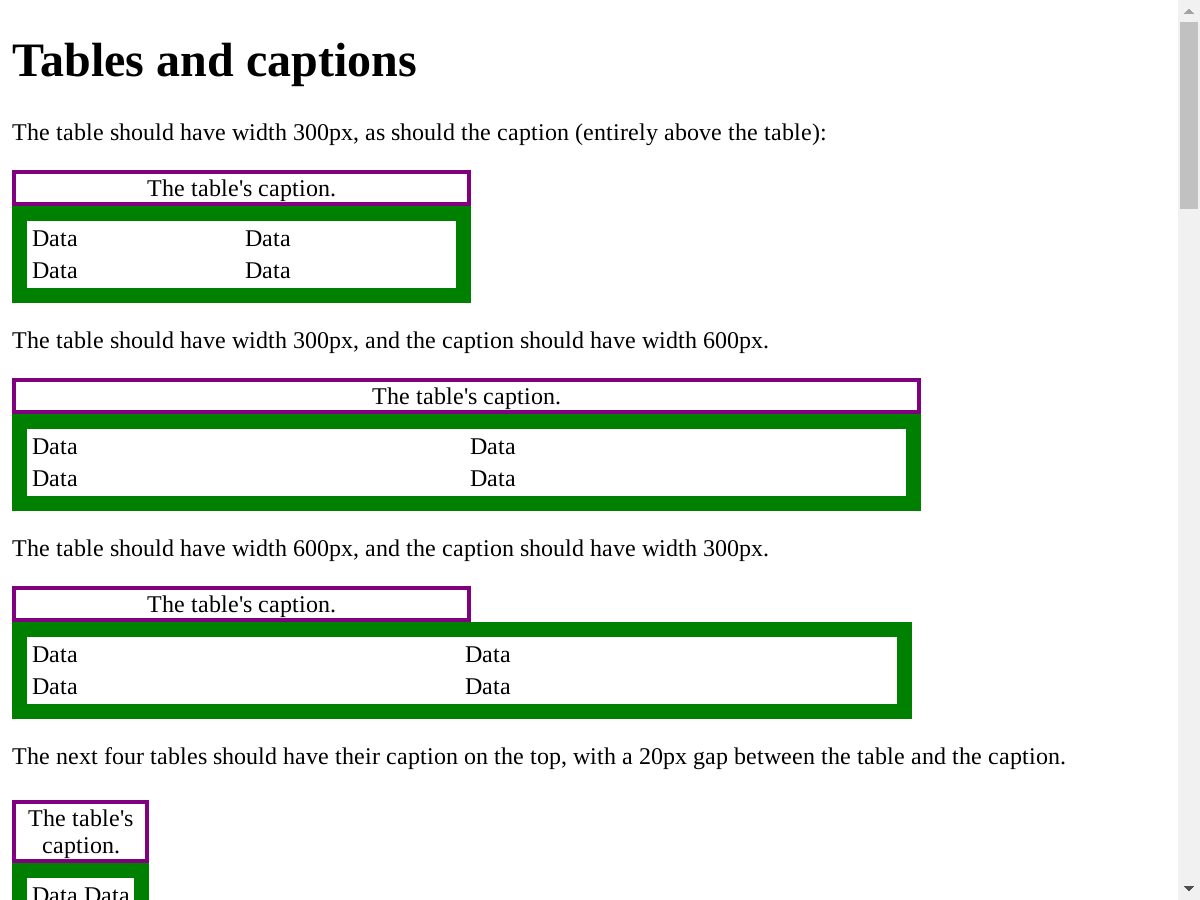 Tables and captions
The table should have width 300px, as should the caption (entirely above the table):
The table's caption.
Data Data
Data Data
The table should have width 300px, and the caption should have width 600px.
The table's caption.
Data Data
Data Data
The table should have width 600px, and the caption should have width 300px.
The table's caption.
Data Data
Data Data
The next four tables should have their caption on the top, with a 20px gap between the table and the caption.
The table's
caption.
Data Data